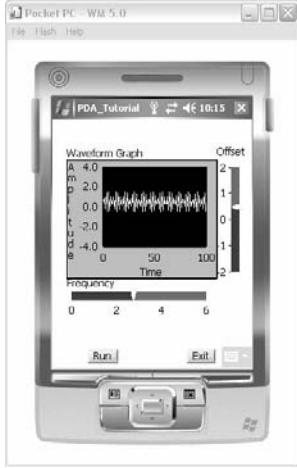 Pocket PC - WM 5.0
File Flash Help
PDA_Tutorial 10:15
Waveform Graph Offset
Amplitude
4.0
2.0
0.0
-2.0
-4.0
0 50 100
Time
2
1
0
-1
-2
Frequency
0 2 4 6
Run Exit